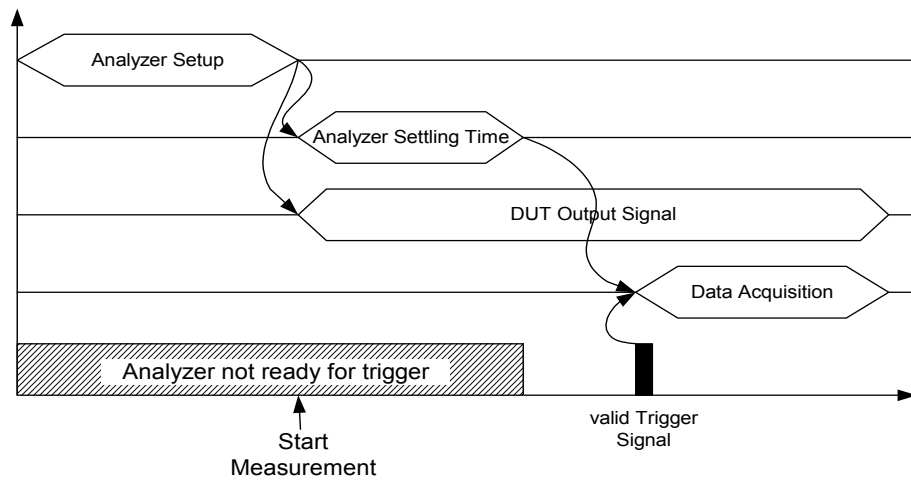 Analyzer Setup
Analyzer Settling Time
DUT Output Signal
Data Acquisition
Analyzer not ready for trigger
valid Trigger
Signal
Start
Measurement